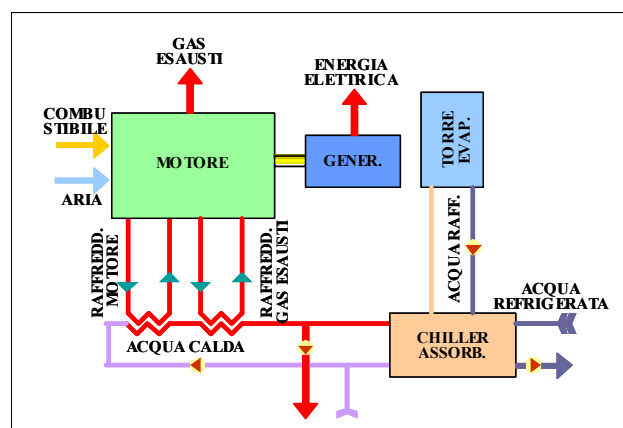 GAS
ESAUSTI
ENERGIA
ELETTRICA
COMBU
STIBILE
MOTORE
GENER.
TORRE
EVAP.
ARIA
RAFFREDD.
MOTORE
RAFFREDD.
GAS ESAUSTI
ACQUA RAFF.
ACQUA
REFRIGERATA
ACQUA CALDA
CHILLER
ASSORB.